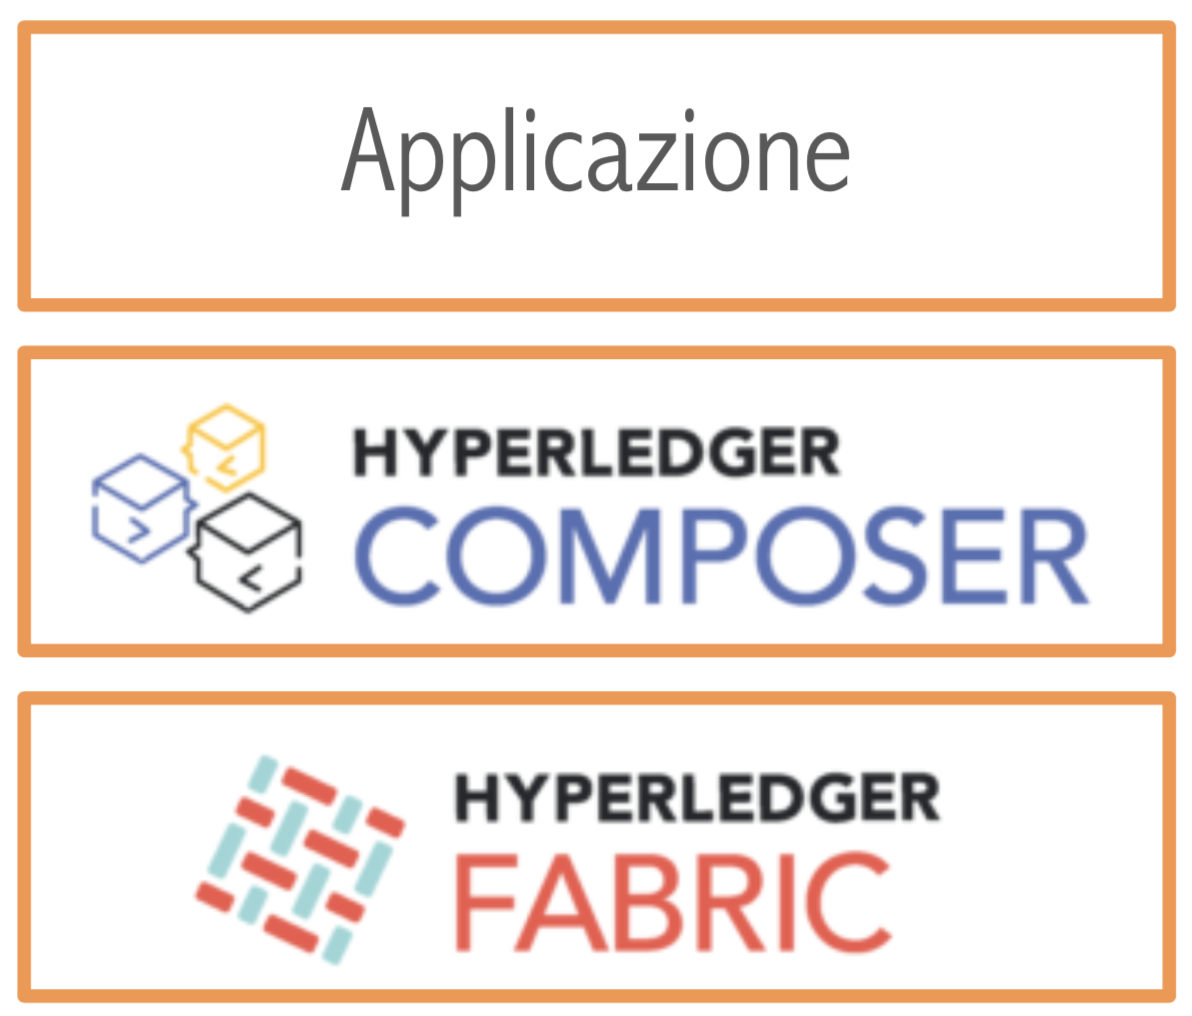 Applicazione
HYPERLEDGER
COMPOSER
HYPERLEDGER
FABRIC